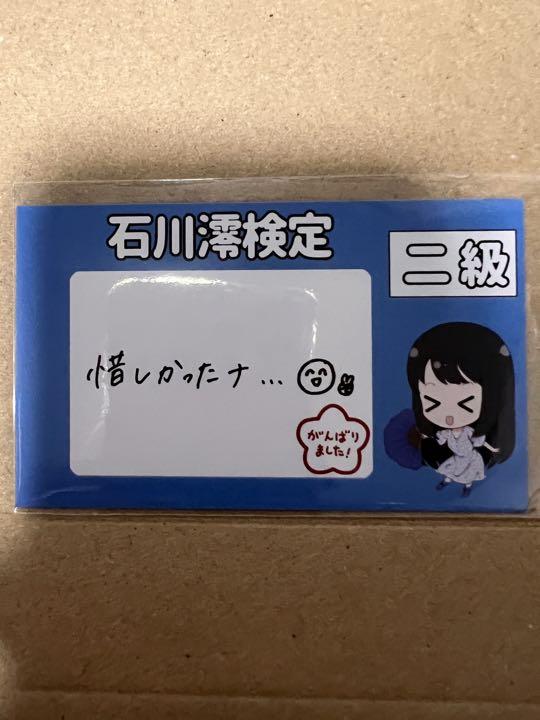 石川澪検定
二級
惜しかったナ…
がんばり
ました!